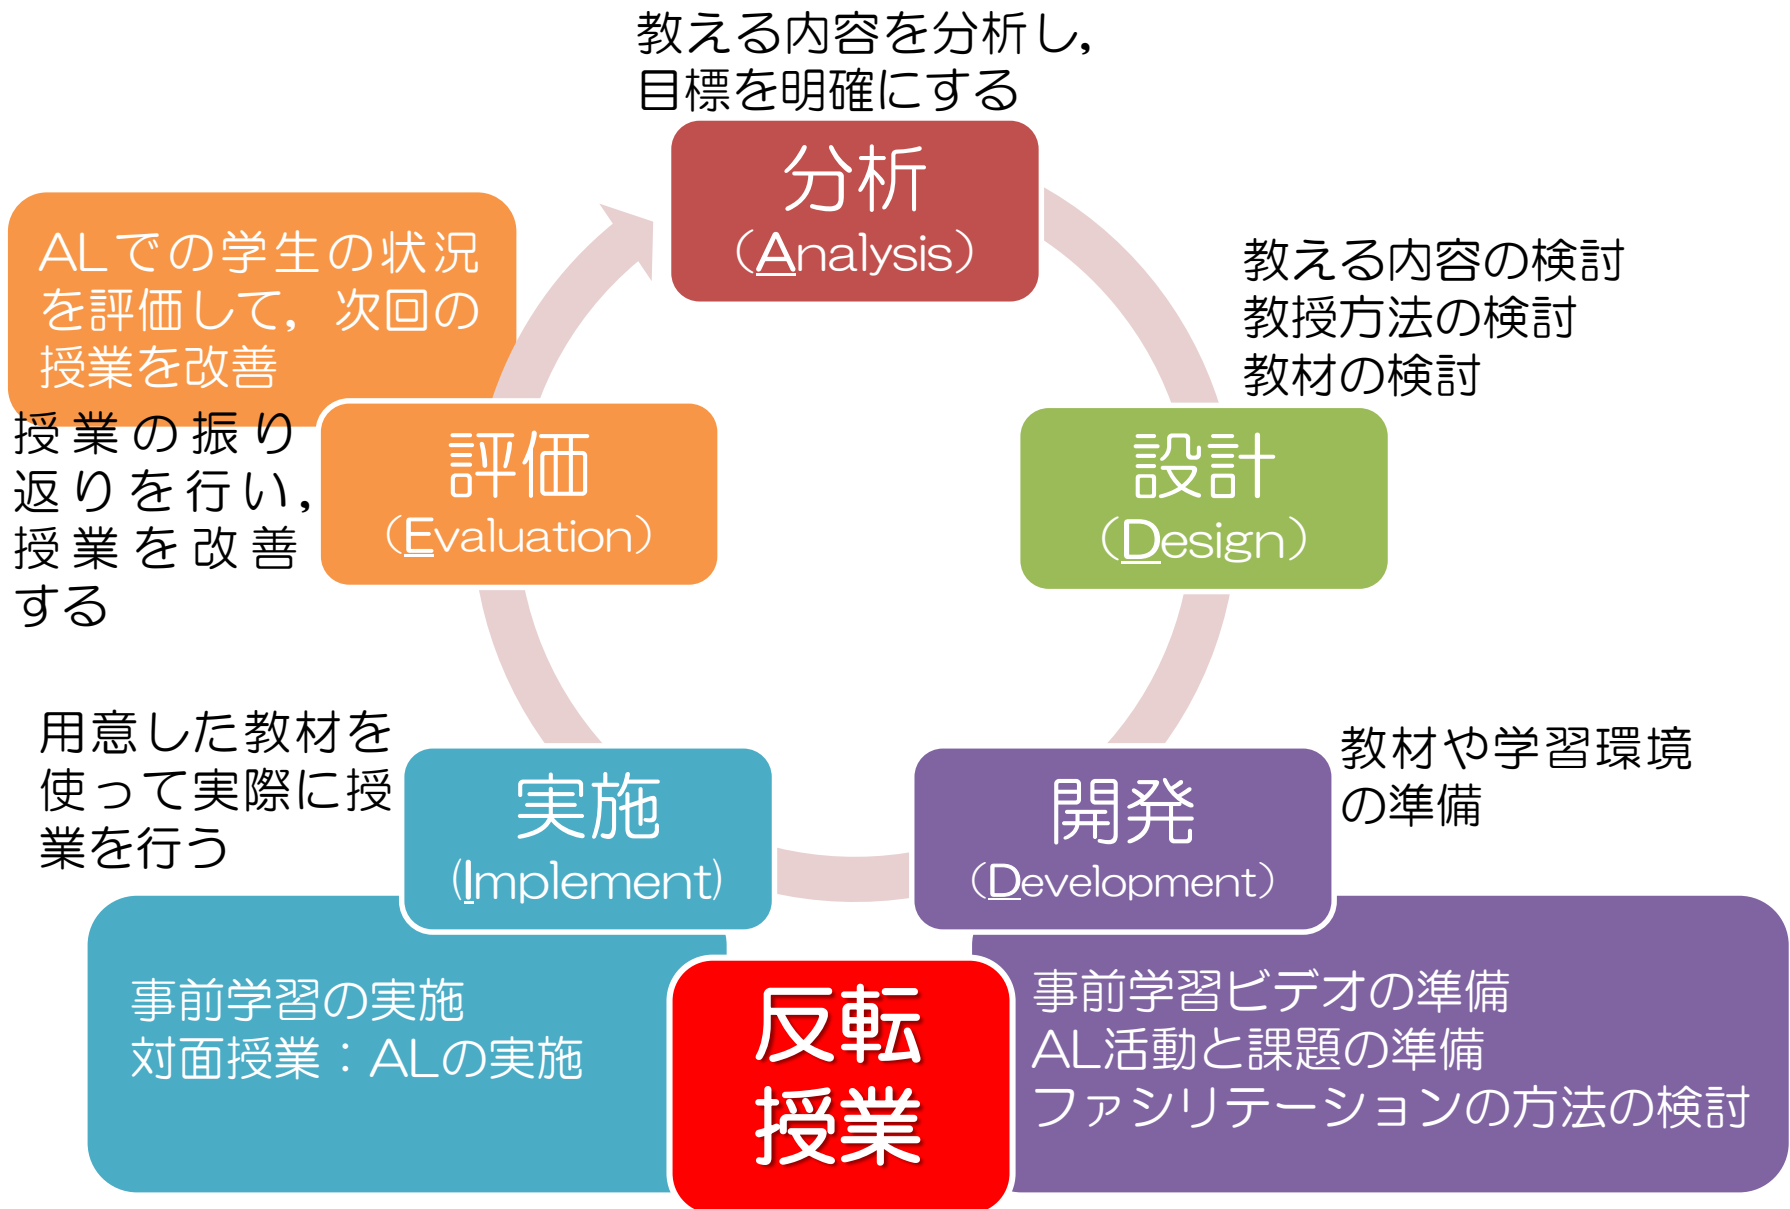 教える内容を分析し，
目標を明確にする
分析
（Analysis）
教える内容の検討
教授方法の検討
教材の検討
設計
（Design）
教材や学習環境
の準備
開発
（Development）
事前学習ビデオの準備
AL活動と課題の準備
ファシリテーションの方法の検討
反転
授業
用意した教材を
使って実際に授
業を行う
実施
(Implement)
事前学習の実施
対面授業：ALの実施
ALでの学生の状況
を評価して，次回の
授業を改善
授業の振り
返りを行い，
授業を改善
する
評価
（Evaluation）